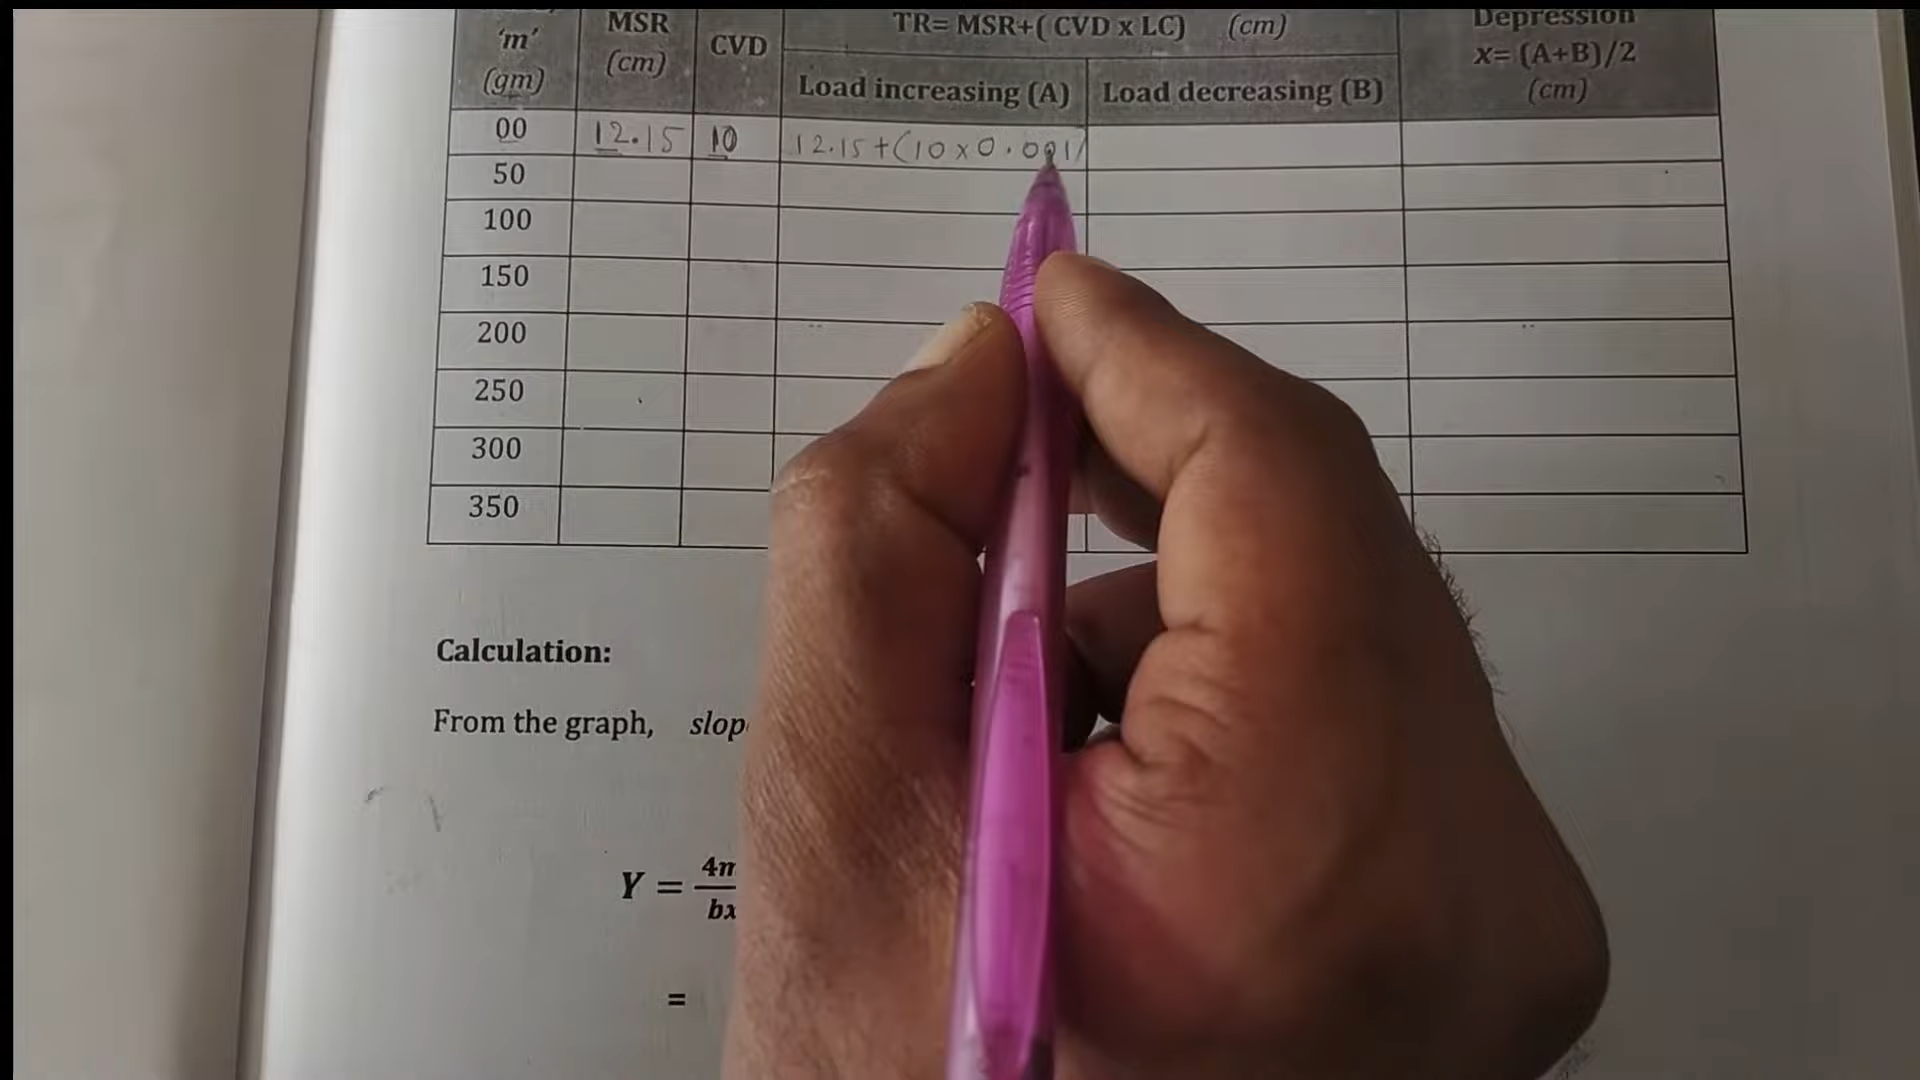 'm' MSR TR= MSR+( CVD x LC) (cm) Depression
(gm) (cm) CVD Load increasing (A) Load decreasing (B) x= (A+B)/2 (cm)
00 12.15 10 12.15+(10x0.001)
50
100
150
200
250
300
350
Calculation:
From the graph,
Y =
=